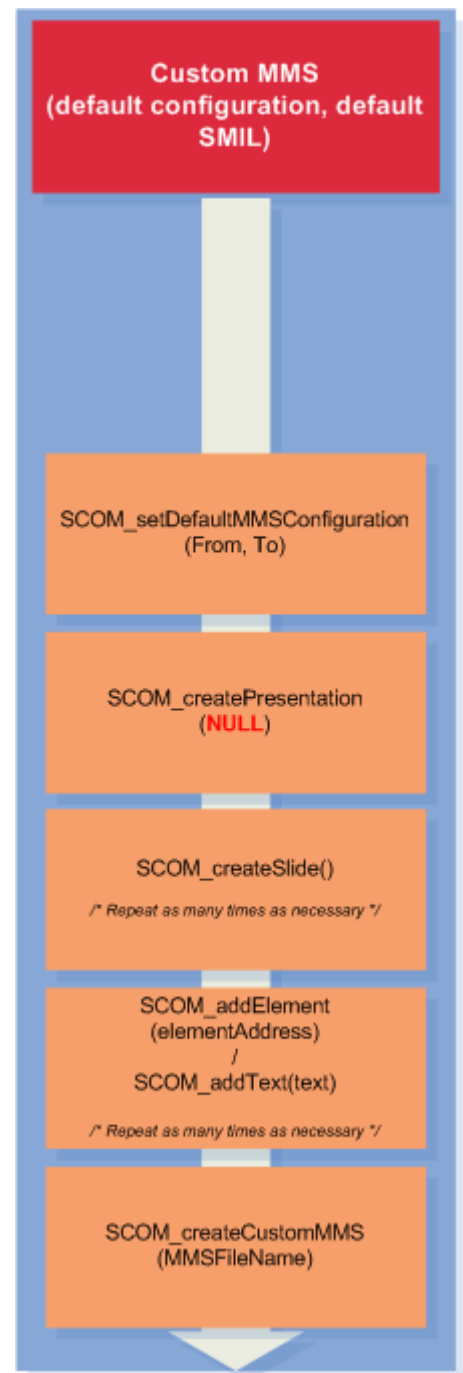 Custom MMS
(default configuration, default
SMIL)
SCOM_setDefaultMMSConfiguration
(From, To)
SCOM_createPresentation
(NULL)
SCOM_createSlide()
/* Repeat as many times as necessary */
SCOM_addElement
(elementAddress)
/
SCOM_addText(text)
/* Repeat as many times as necessary */
SCOM_createCustomMMS
(MMSFileName)